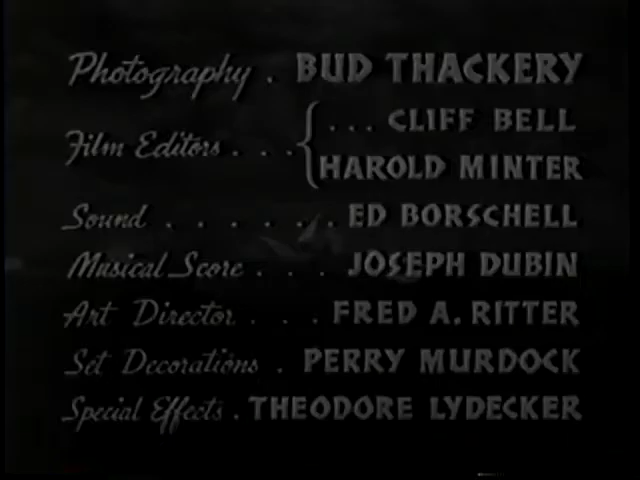 Photography . BUD THACKERY
Film Editors . . . { . . . CLIFF BELL
HAROLD MINTER
Sound . . . . . . . ED BORSCHELL
Musical Score . . . JOSEPH DUBIN
Art Director . . . FRED A. RITTER
Set Decorations . PERRY MURDOCK
Special Effects . THEODORE LYDECKER